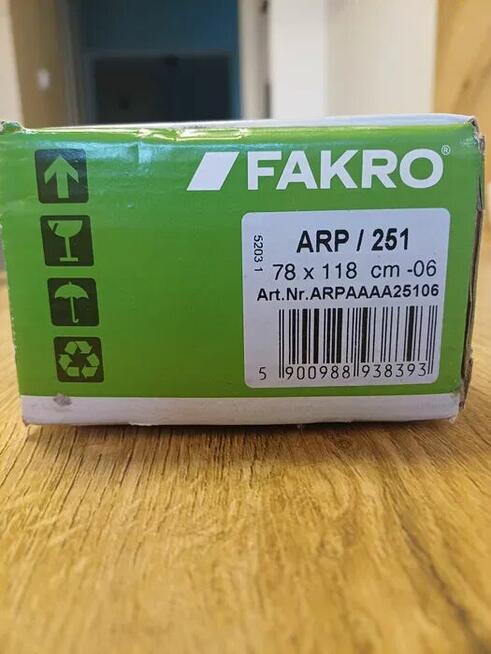 FAKRO®
5203 1
ARP / 251
78 x 118 cm -06
Art.Nr.ARPAAAA25106
5 900988 938393